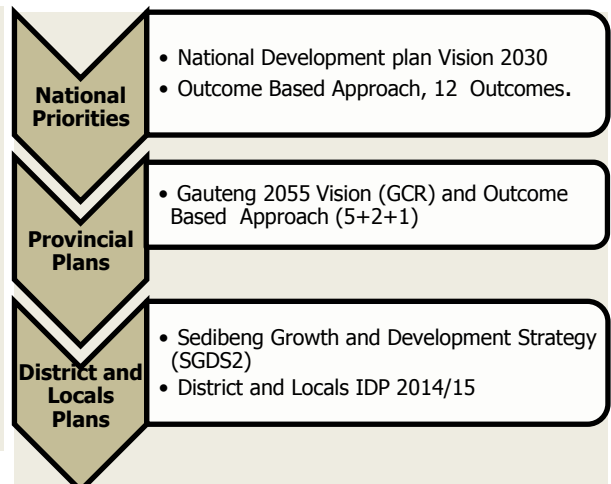 National
Priorities
• National Development plan Vision 2030
• Outcome Based Approach, 12 Outcomes.
Provincial
Plans
• Gauteng 2055 Vision (GCR) and Outcome
Based Approach (5+2+1)
District and
Locals
Plans
• Sedibeng Growth and Development Strategy
(SGDS2)
• District and Locals IDP 2014/15